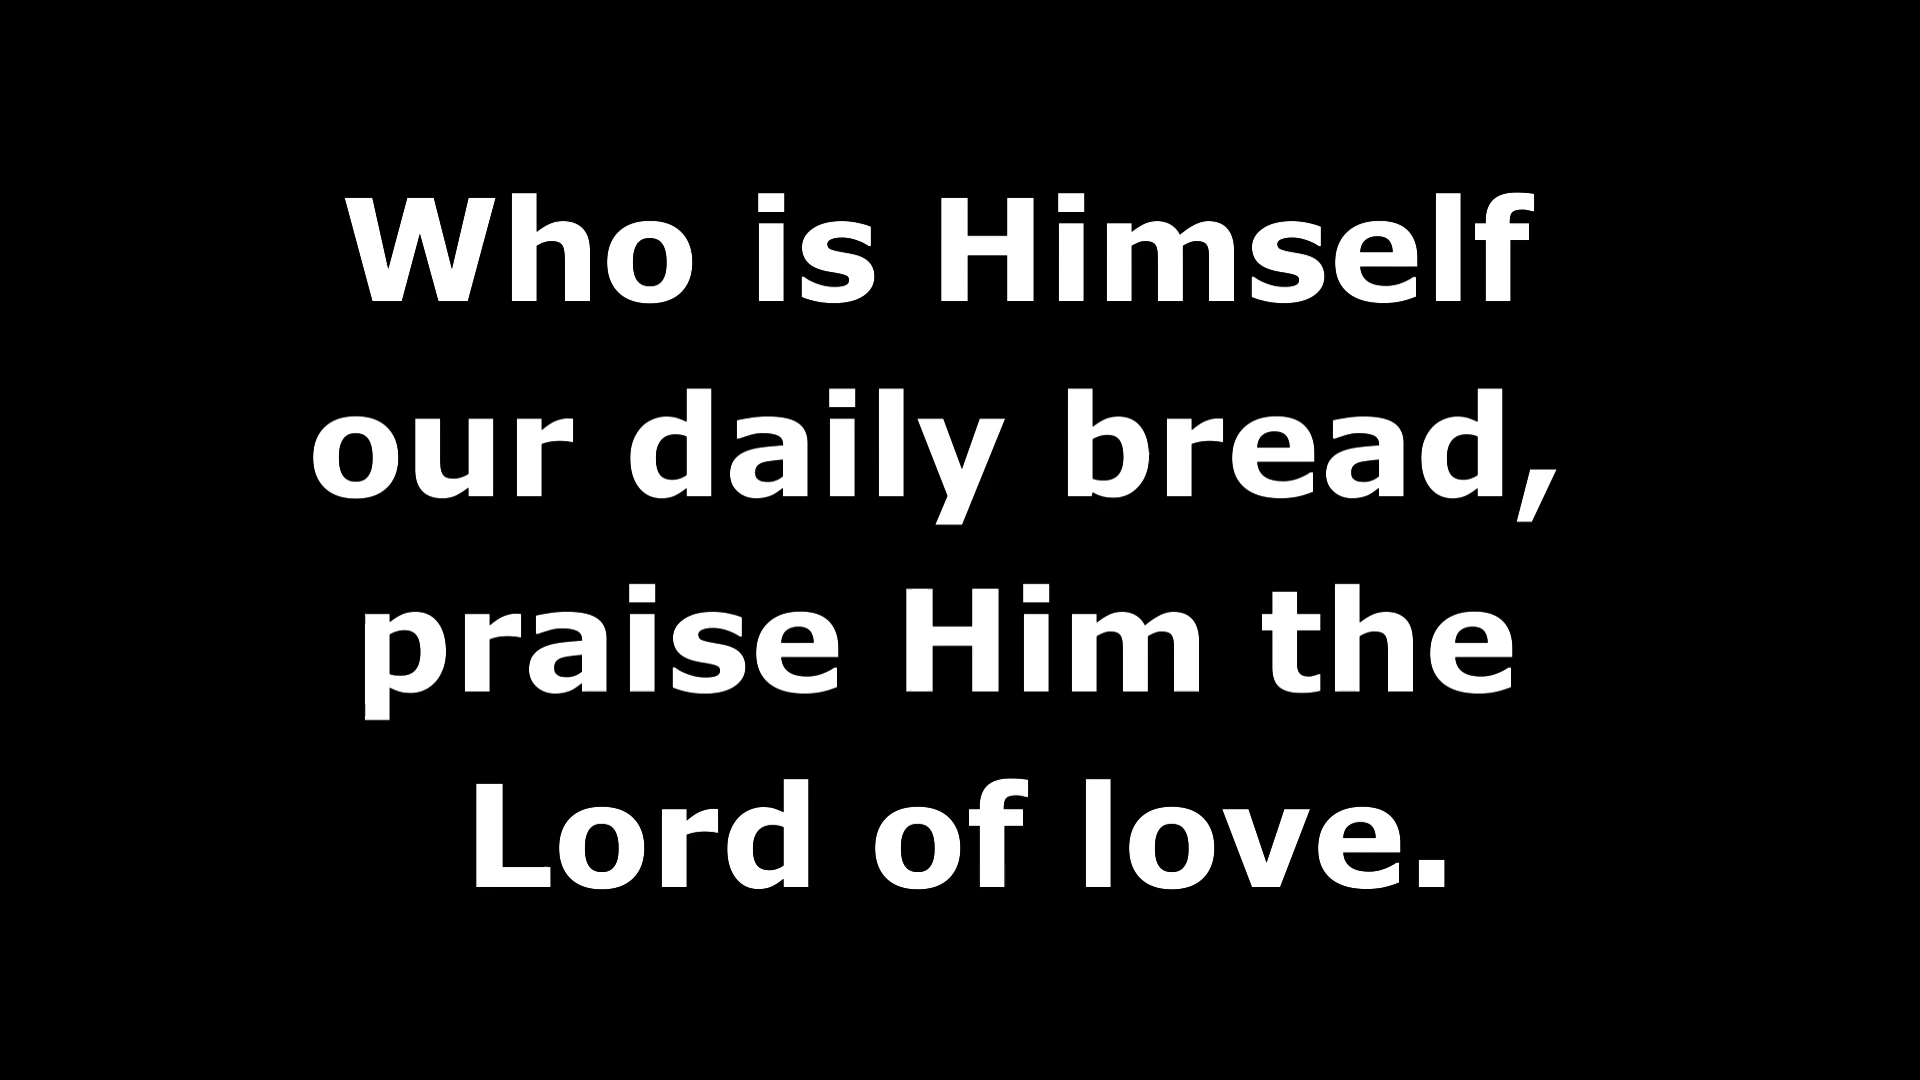 Who is Himself
our daily bread,
praise Him the
Lord of love.